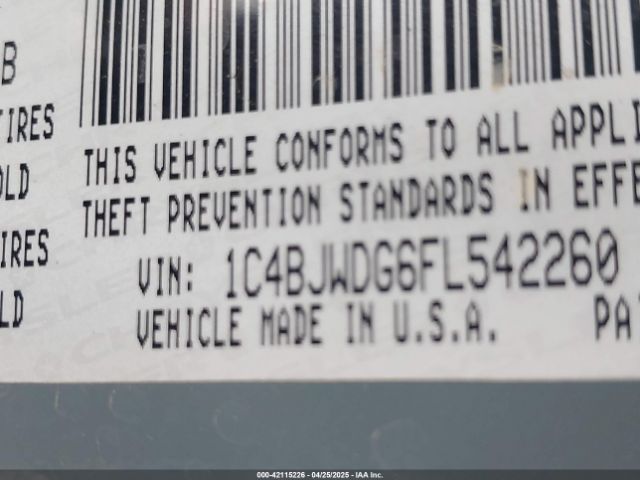 B
TIRES
THIS VEHICLE CONFORMS TO ALL APPLI
OLD
THEFT PREVENTION STANDARDS IN EFFE
IRES
VIN: 1C4BJWDG6FL542260
LD
VEHICLE MADE IN U.S.A. PA
000-42115226 - 04/25/2025 - IAA Inc.